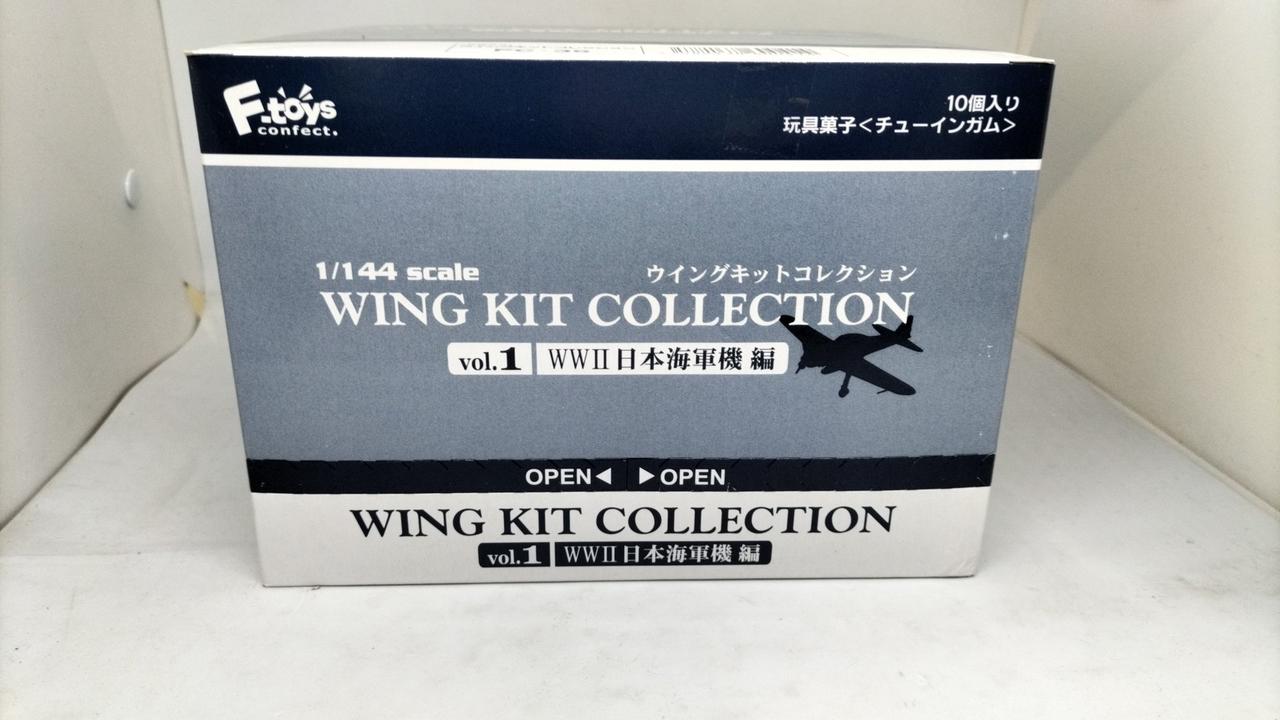 F-toys
confect.
10個入り
玩具菓子<チューインガム>
1/144 scale
ウイングキットコレクション
WING KIT COLLECTION
vol.1 WWⅡ日本海軍機 編
OPEN◀ ▶OPEN
WING KIT COLLECTION
vol.1 WWⅡ日本海軍機 編